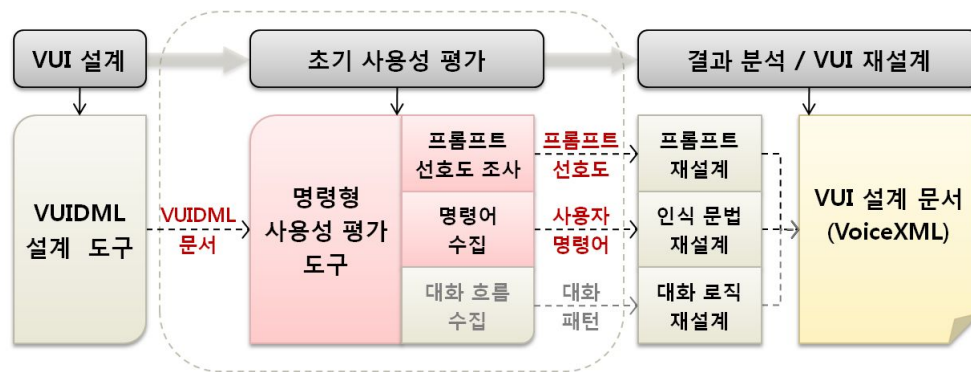 VUI 설계
초기 사용성 평가
결과 분석 / VUI 재설계
VUIDML
설계 도구
VUIDML
문서
명령형
사용성 평가
도구
프롬프트
선호도 조사
명령어
수집
대화 흐름
수집
프롬프트
선호도
사용자
명령어
대화
패턴
프롬프트
재설계
인식 문법
재설계
대화 로직
재설계
VUI 설계 문서
(VoiceXML)